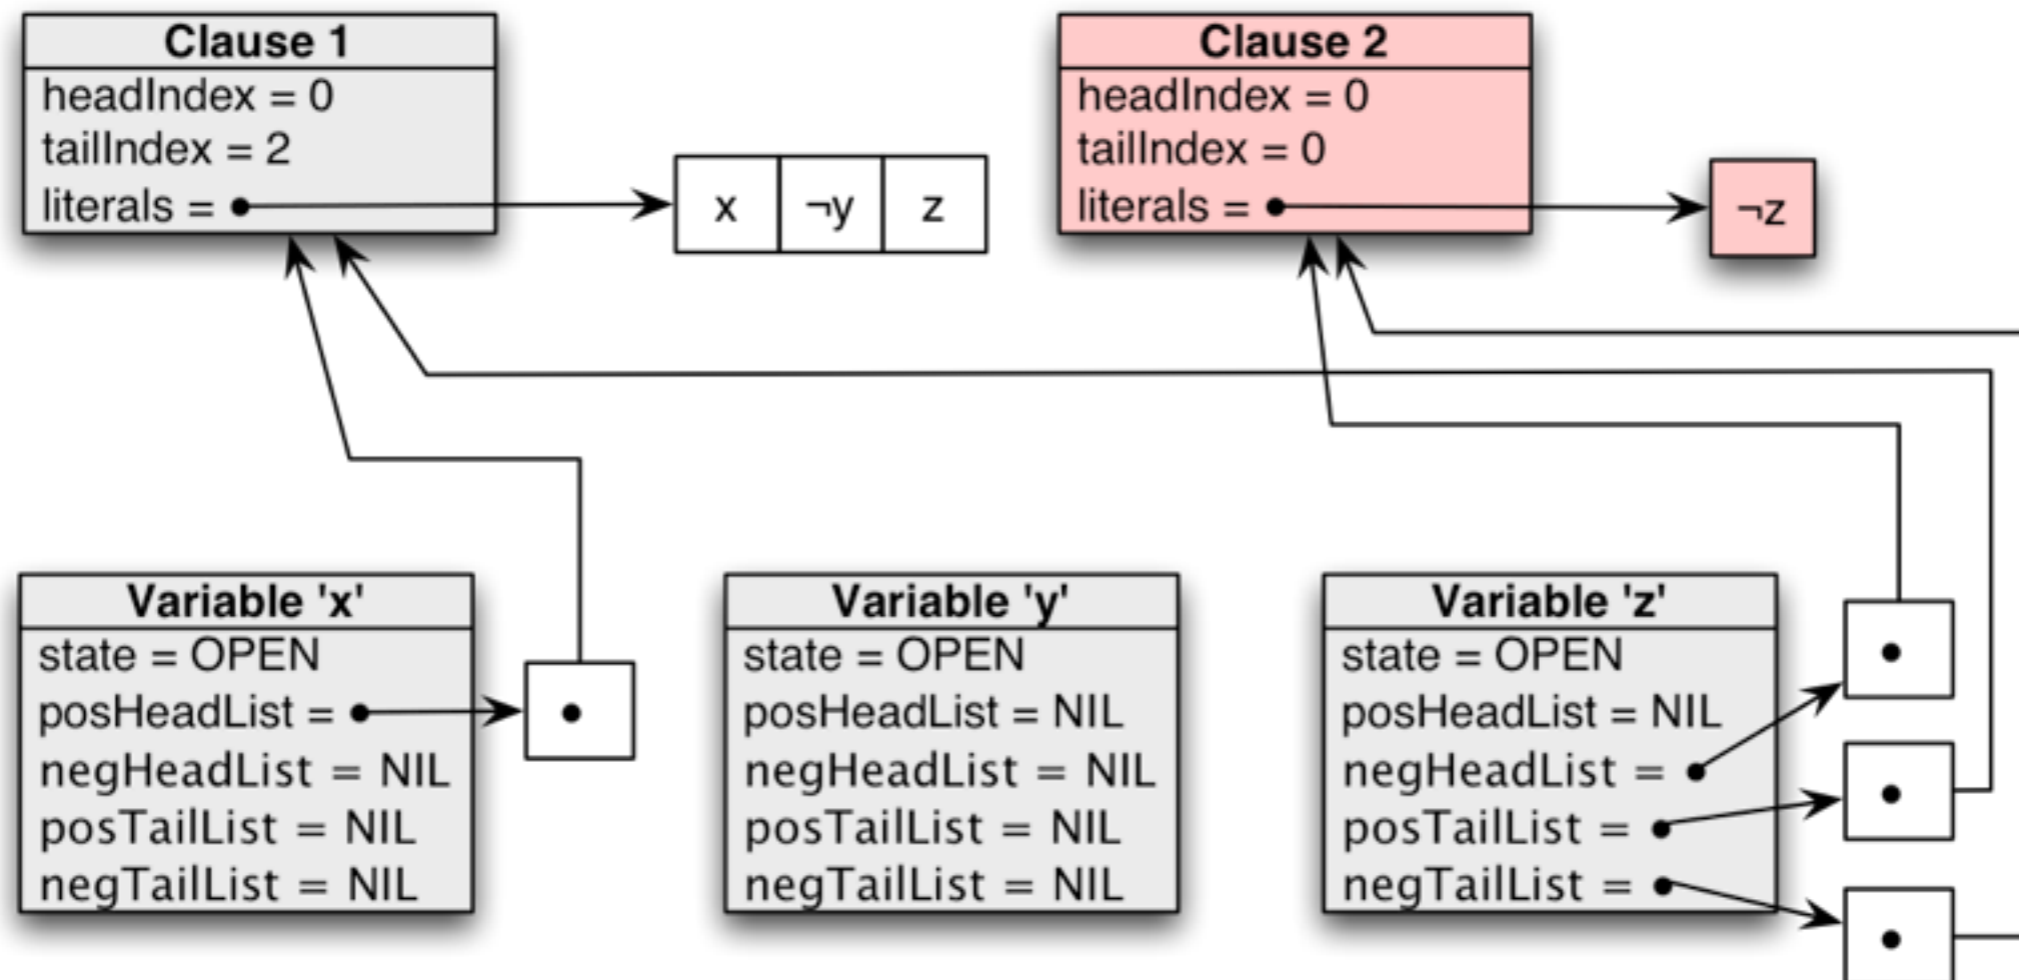 Clause 1
headIndex = 0
tailIndex = 2
literals =
x ¬y z
Clause 2
headIndex = 0
tailIndex = 0
literals =
¬z
Variable 'x'
state = OPEN
posHeadList =
negHeadList = NIL
posTailList = NIL
negTailList = NIL
Variable 'y'
state = OPEN
posHeadList = NIL
negHeadList = NIL
posTailList = NIL
negTailList = NIL
Variable 'z'
state = OPEN
posHeadList = NIL
negHeadList =
posTailList =
negTailList =